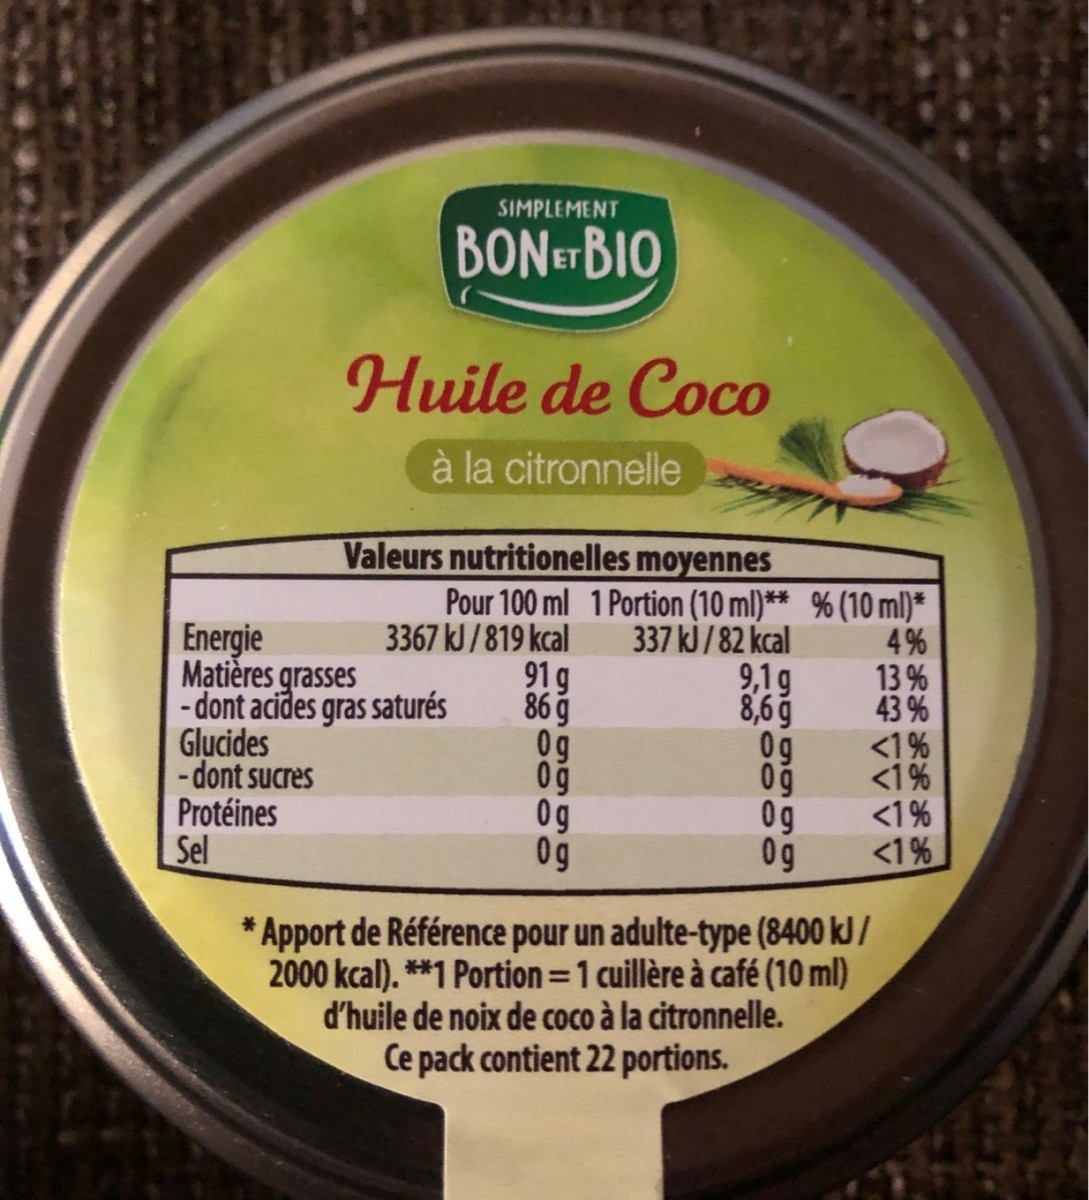 SIMPLEMENT
BON ET BIO
Huile de Coco
à la citronnelle
Valeurs nutritionelles moyennes
Pour 100 ml 1 Portion (10 ml)** % (10 ml)*
Energie 3367 kJ / 819 kcal 337 kJ / 82 kcal 4 %
Matières grasses 91 g 9,1 g 13 %
- dont acides gras saturés 86 g 8,6 g 43 %
Glucides 0 g 0 g <1 %
- dont sucres 0 g 0 g <1 %
Protéines 0 g 0 g <1 %
Sel 0 g 0 g <1 %
* Apport de Référence pour un adulte-type (8400 kJ /
2000 kcal). **1 Portion = 1 cuillère à café (10 ml)
d'huile de noix de coco à la citronnelle.
Ce pack contient 22 portions.